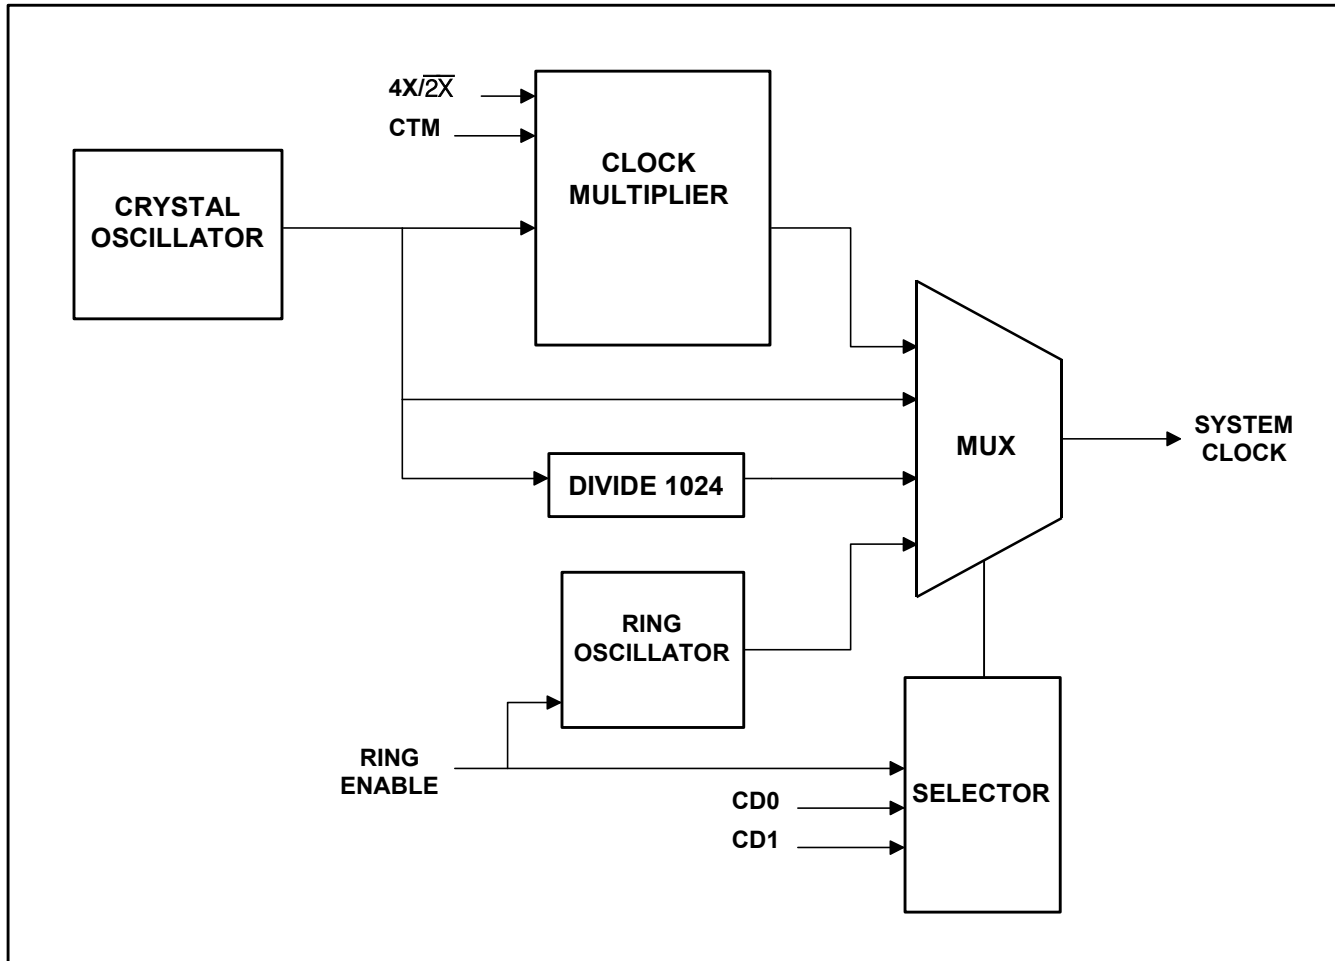 4X/2X̅
CTM
CLOCK
MULTIPLIER
CRYSTAL
OSCILLATOR
MUX
SYSTEM
CLOCK
DIVIDE 1024
RING
OSCILLATOR
RING
ENABLE
SELECTOR
CD0
CD1